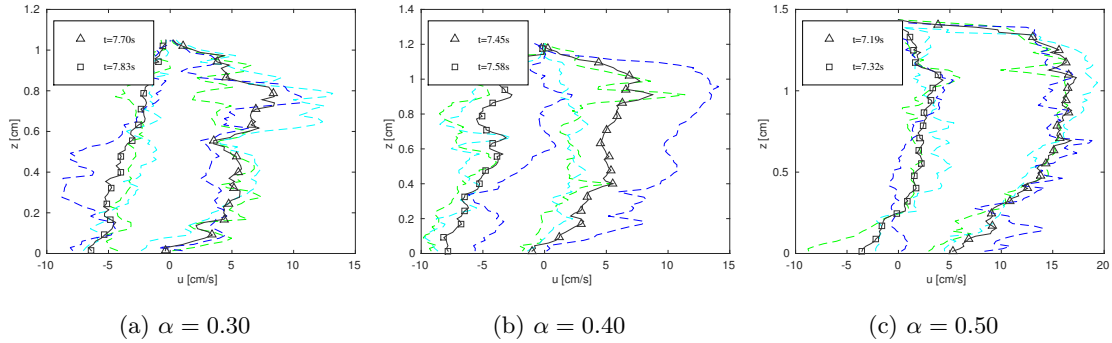 1.2
1
0.8
0.6
0.4
0.2
0
z [cm]
-10 -5 0 5 10 15
u [cm/s]
t=7.70s
t=7.83s
(a) α = 0.30
1.4
1.2
1
0.8
0.6
0.4
0.2
0
z [cm]
-10 -5 0 5 10 15
u [cm/s]
t=7.45s
t=7.58s
(b) α = 0.40
1.5
1
0.5
0
z [cm]
-10 -5 0 5 10 15 20
u [cm/s]
t=7.19s
t=7.32s
(c) α = 0.50